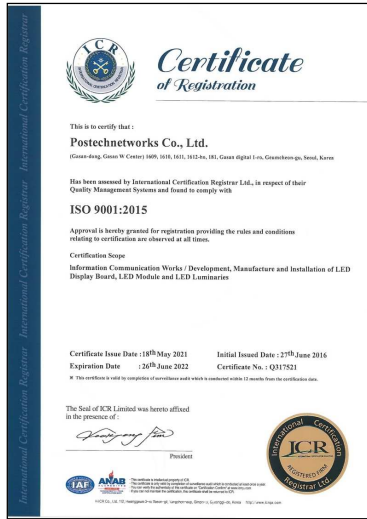 ICR
Certificate
of Registration
This is to certify that :
Postechnetworks Co., Ltd.
(Gasan-dong, Gasan W Center) 1609, 1610, 1611, 1612-ho, 181, Gasan digital 1-ro, Geumcheon-gu, Seoul, Korea
Has been assessed by International Certification Registrar Ltd., in respect of their
Quality Management Systems and found to comply with
ISO 9001:2015
Approval is hereby granted for registration providing the rules and conditions
relating to certification are observed at all times.
Certification Scope
Information Communication Works / Development, Manufacture and Installation of LED
Display Board, LED Module and LED Luminaries
Certificate Issue Date :18th May 2021 Initial Issued Date : 27th June 2016
Expiration Date : 26th June 2022 Certificate No. : Q317521
※ This certificate is valid by completion of surveillance audit which is conducted within 12 months from the certification date.
The Seal of ICR Limited was hereto affixed
in the presence of :
President
International Certification
ICR
REGISTERED FIRM
Registrar Ltd.
IAF
ANAB
ACCREDITED
International Certification Registrar International Certification Registrar International Certification Registrar